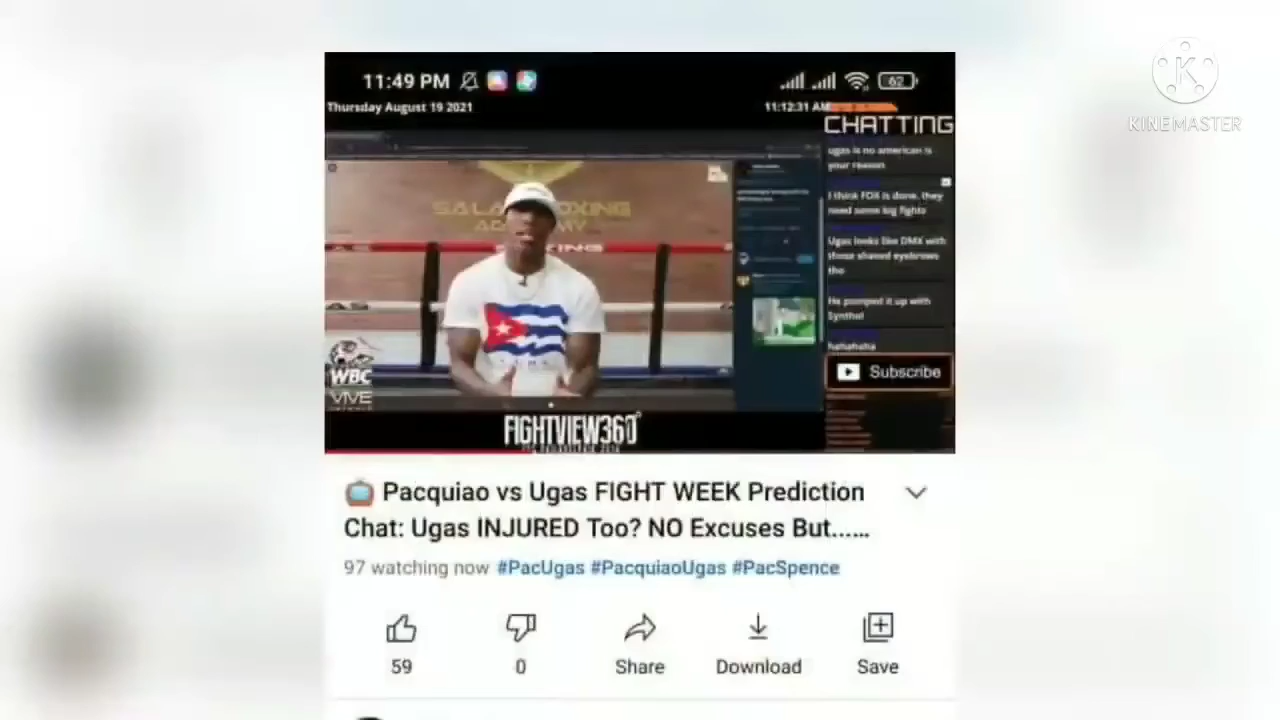 KINEMASTER
11:49 PM
62
Thursday August 19 2021
11:12:31 AM
CHATTING
ugas is no american is
your reason
I think FOX is done, they
need some big fights
Ugas looks like DMX with
those shaved eyebrows
tho
He pumped it up with
Synthol
hahahaha
Subscribe
WBC
VIVE
FIGHTVIEW360°
Pacquiao vs Ugas FIGHT WEEK Prediction
Chat: Ugas INJURED Too? NO Excuses But......
97 watching now #PacUgas #PacquiaoUgas #PacSpence
59
0
Share
Download
Save